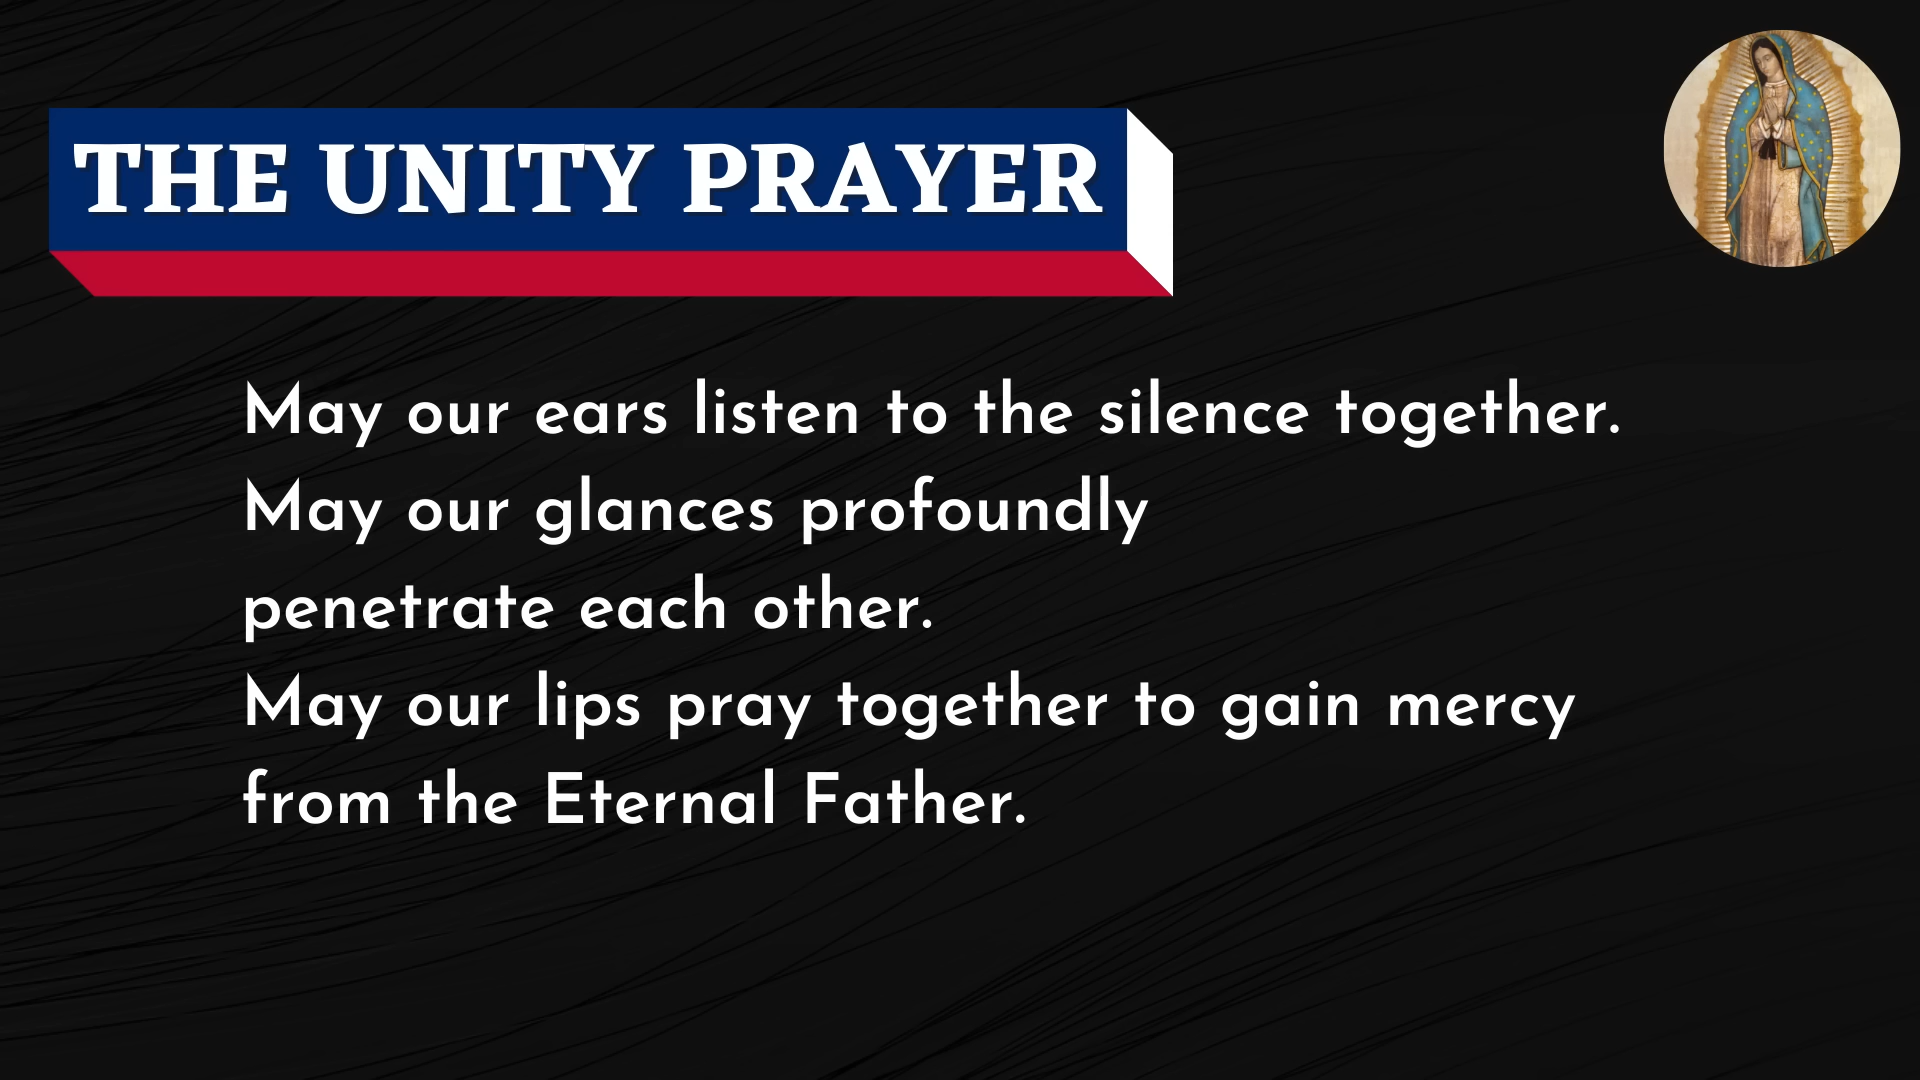 THE UNITY PRAYER
May our ears listen to the silence together.
May our glances profoundly
penetrate each other.
May our lips pray together to gain mercy
from the Eternal Father.